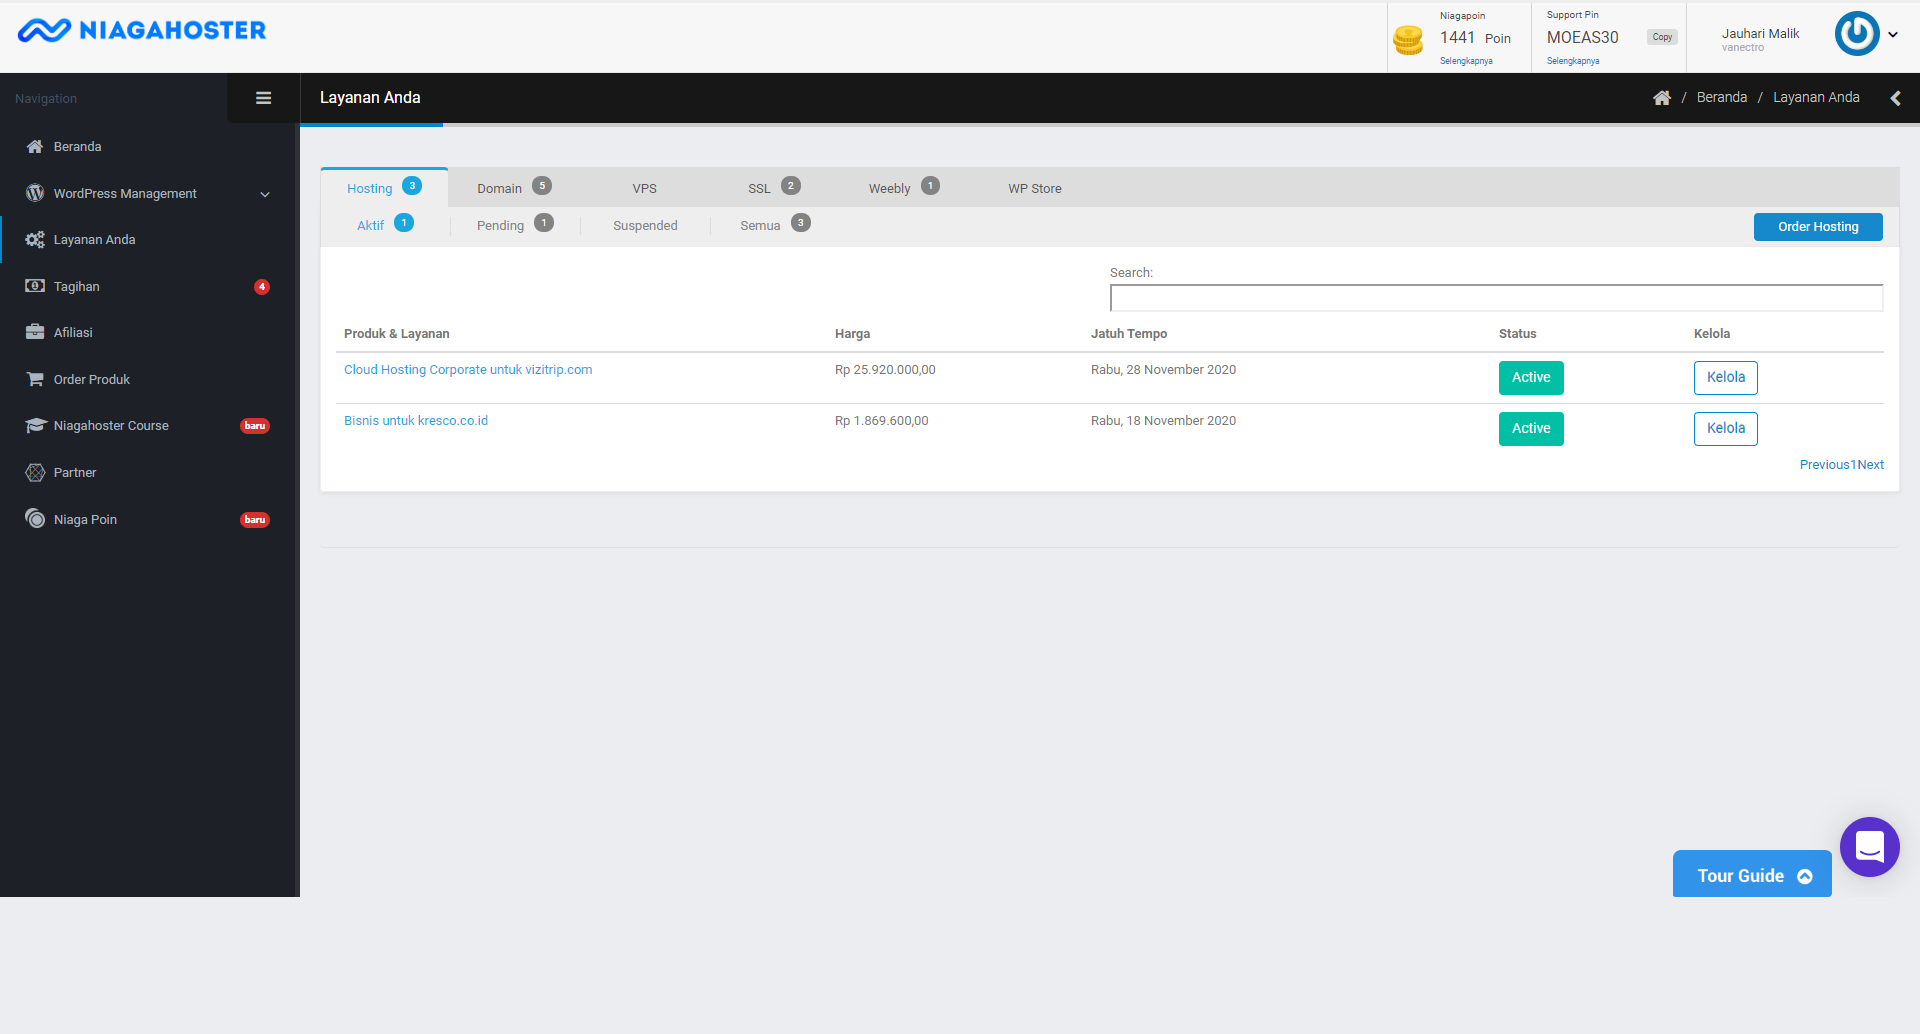 NIAGAHOSTER
Niagapoin
1441 Poin
Selengkapnya
Support Pin
MOEAS30 Copy
Selengkapnya
Jauhari Malik
vanectro
Navigation
Layanan Anda
/ Beranda / Layanan Anda
Beranda
WordPress Management
Layanan Anda
Tagihan 4
Afiliasi
Order Produk
Niagahoster Course baru
Partner
Niaga Poin baru
Hosting 3 Domain 5 VPS SSL 2 Weebly 1 WP Store
Aktif 1 Pending 1 Suspended Semua 3 Order Hosting
Search:
Produk & Layanan Harga Jatuh Tempo Status Kelola
Cloud Hosting Corporate untuk vizitrip.com Rp 25.920.000,00 Rabu, 28 November 2020 Active Kelola
Bisnis untuk kresco.co.id Rp 1.869.600,00 Rabu, 18 November 2020 Active Kelola
Previous1Next
Tour Guide